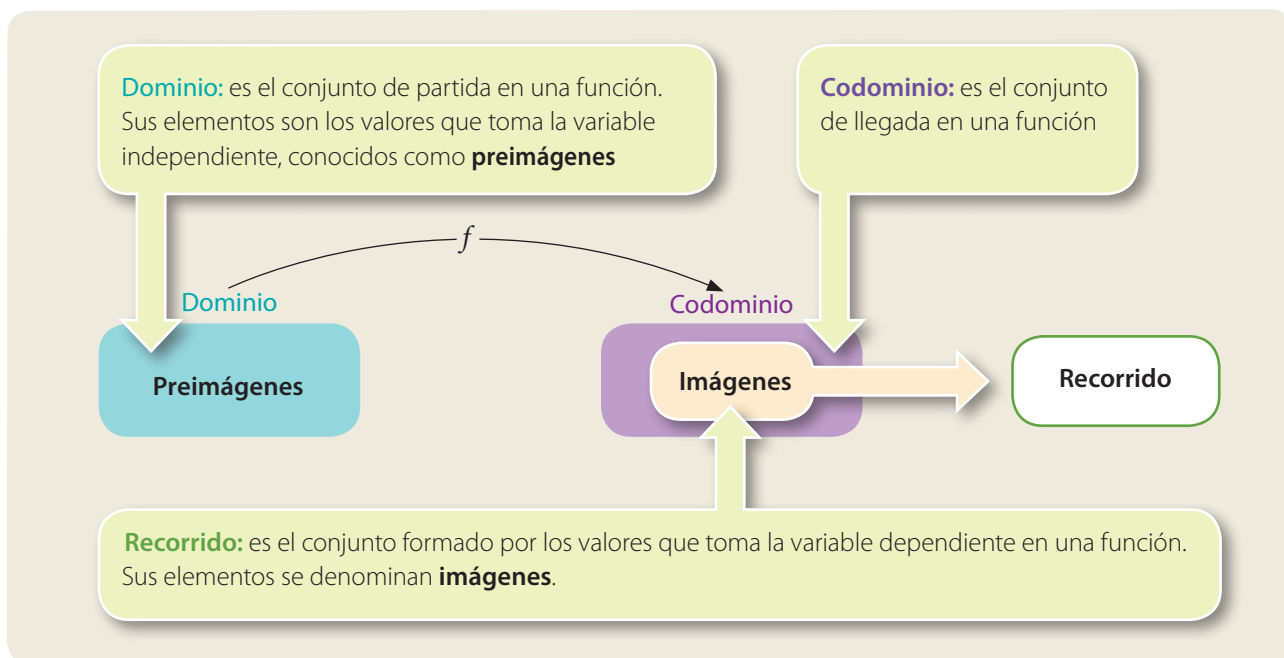 Dominio: es el conjunto de partida en una función.
Sus elementos son los valores que toma la variable
independiente, conocidos como preimágenes
Codominio: es el conjunto
de llegada en una función
f
Dominio
Codominio
Preimágenes
Imágenes
Recorrido
Recorrido: es el conjunto formado por los valores que toma la variable dependiente en una función.
Sus elementos se denominan imágenes.